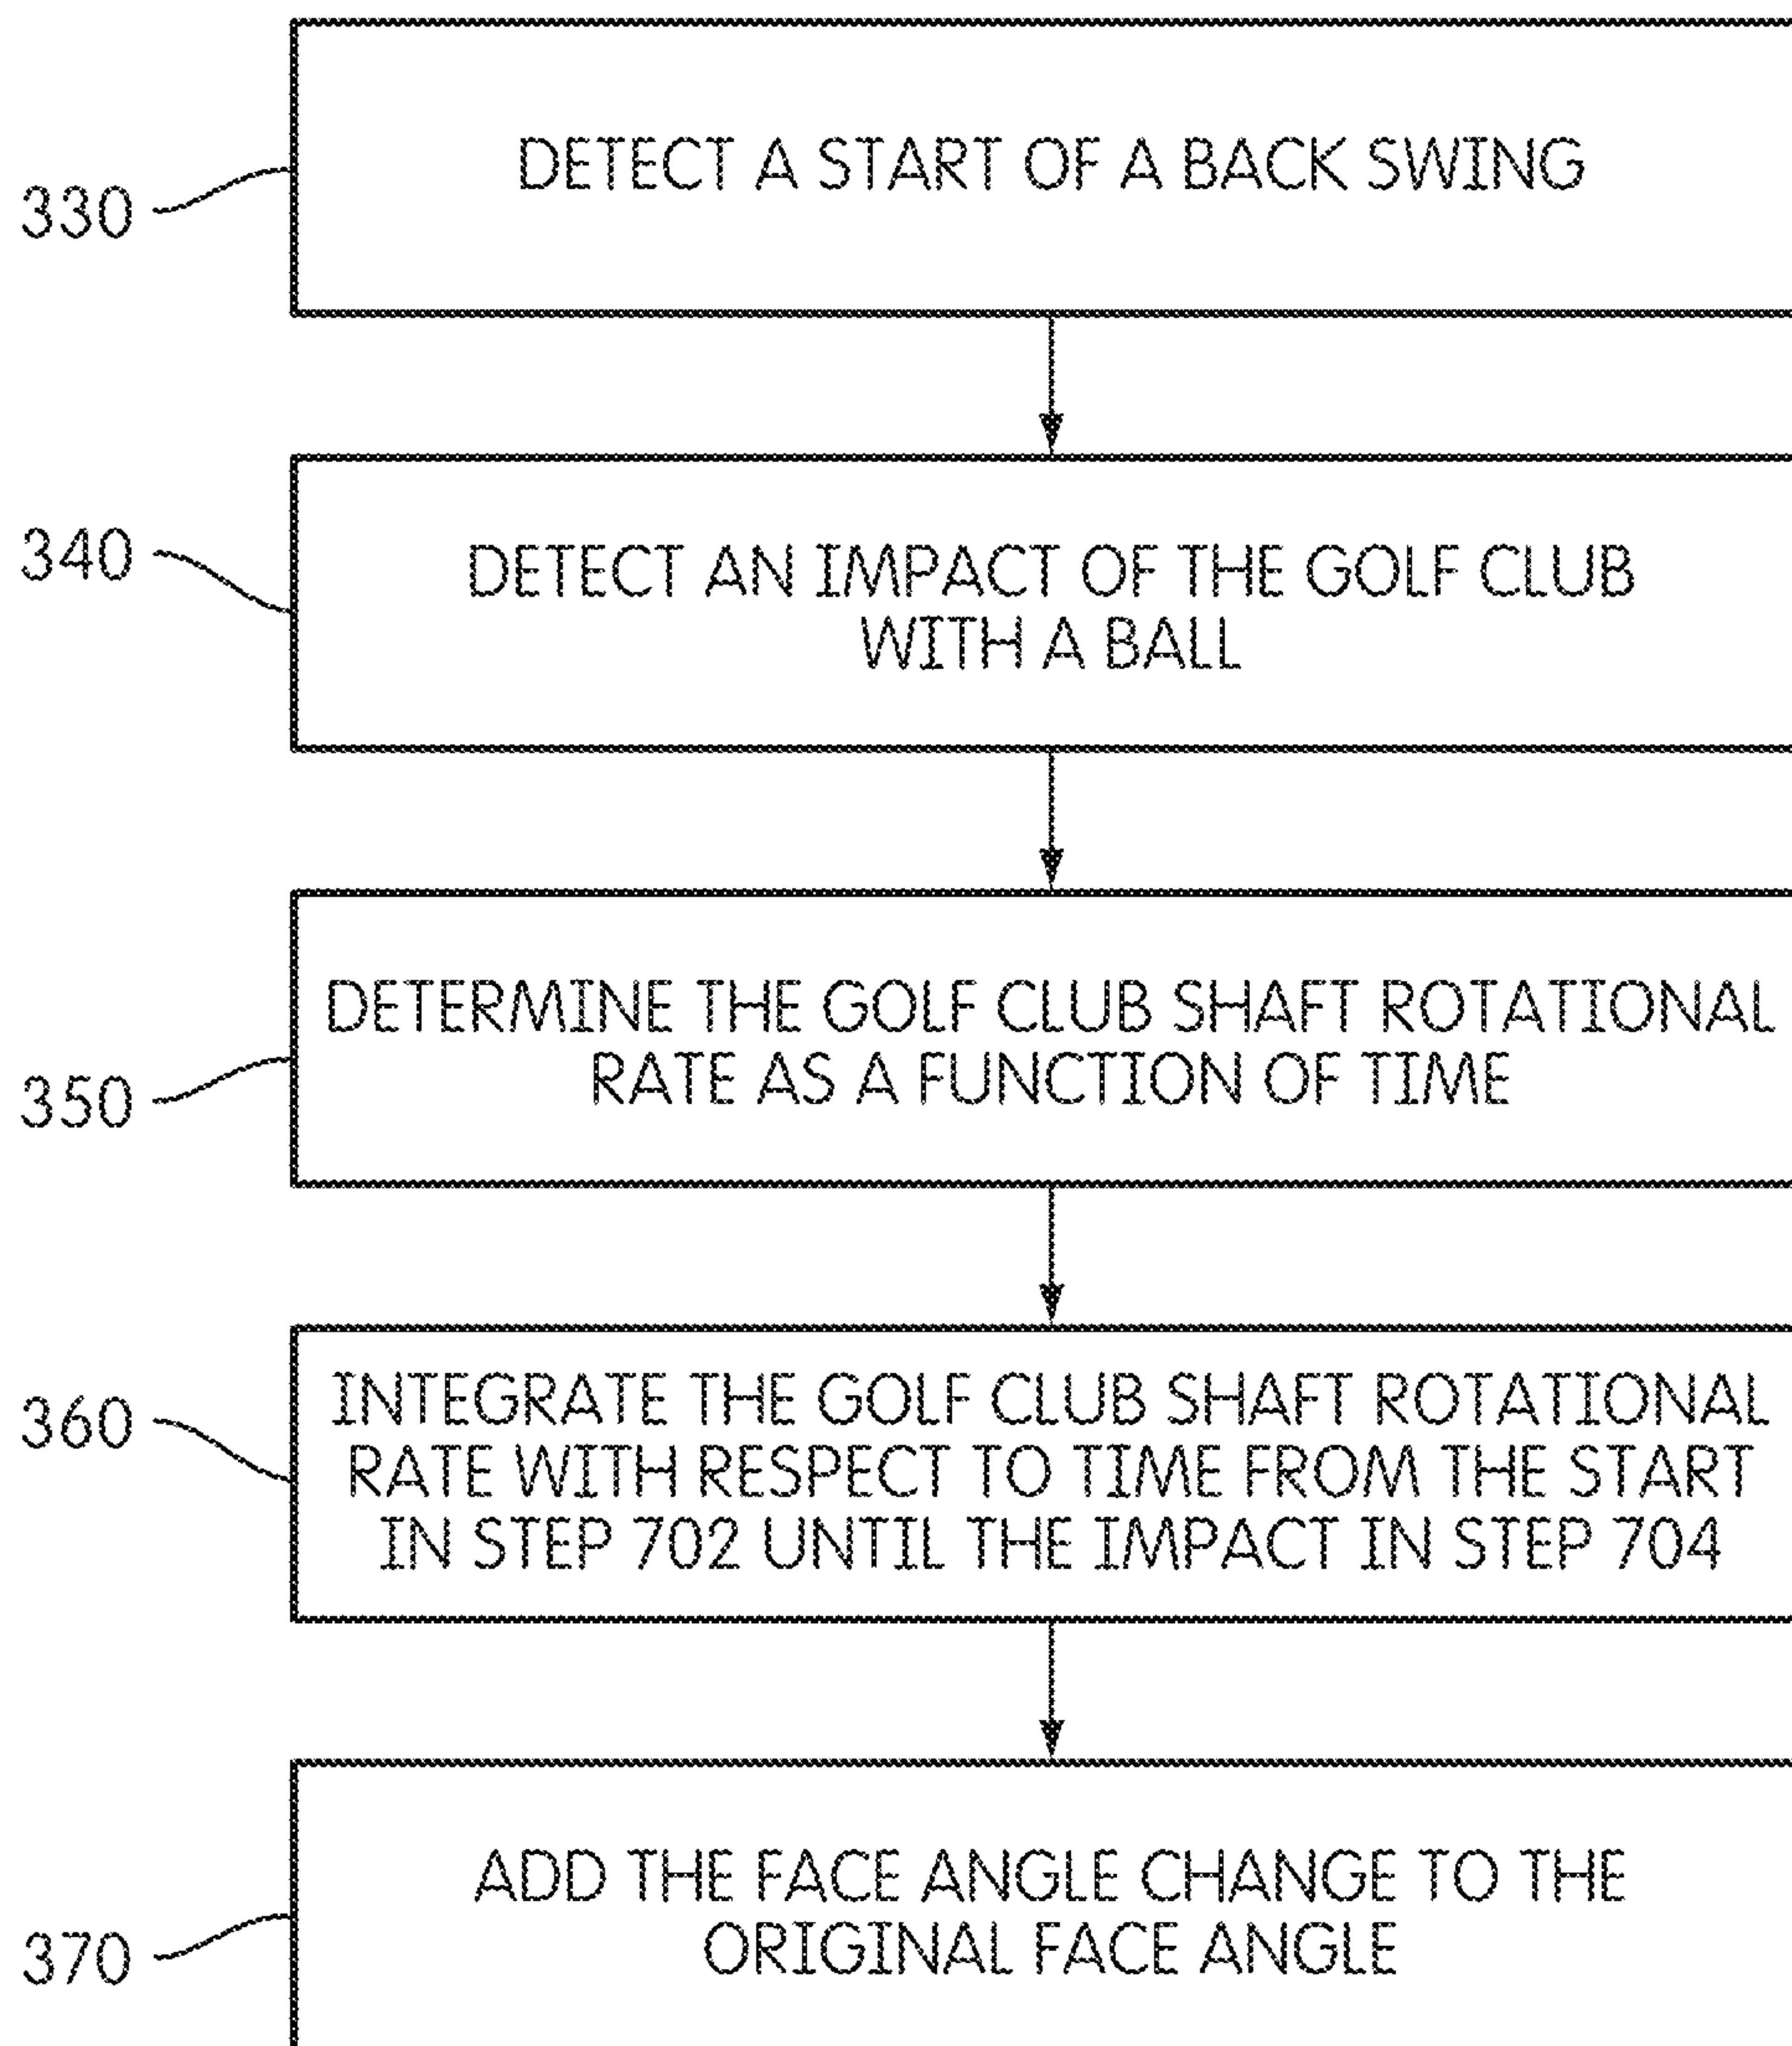 330
DETECT A START OF A BACK SWING
340
DETECT AN IMPACT OF THE GOLF CLUB
WITH A BALL
350
DETERMINE THE GOLF CLUB SHAFT ROTATIONAL
RATE AS A FUNCTION OF TIME
360
INTEGRATE THE GOLF CLUB SHAFT ROTATIONAL
RATE WITH RESPECT TO TIME FROM THE START
IN STEP 702 UNTIL THE IMPACT IN STEP 704
370
ADD THE FACE ANGLE CHANGE TO THE
ORIGINAL FACE ANGLE